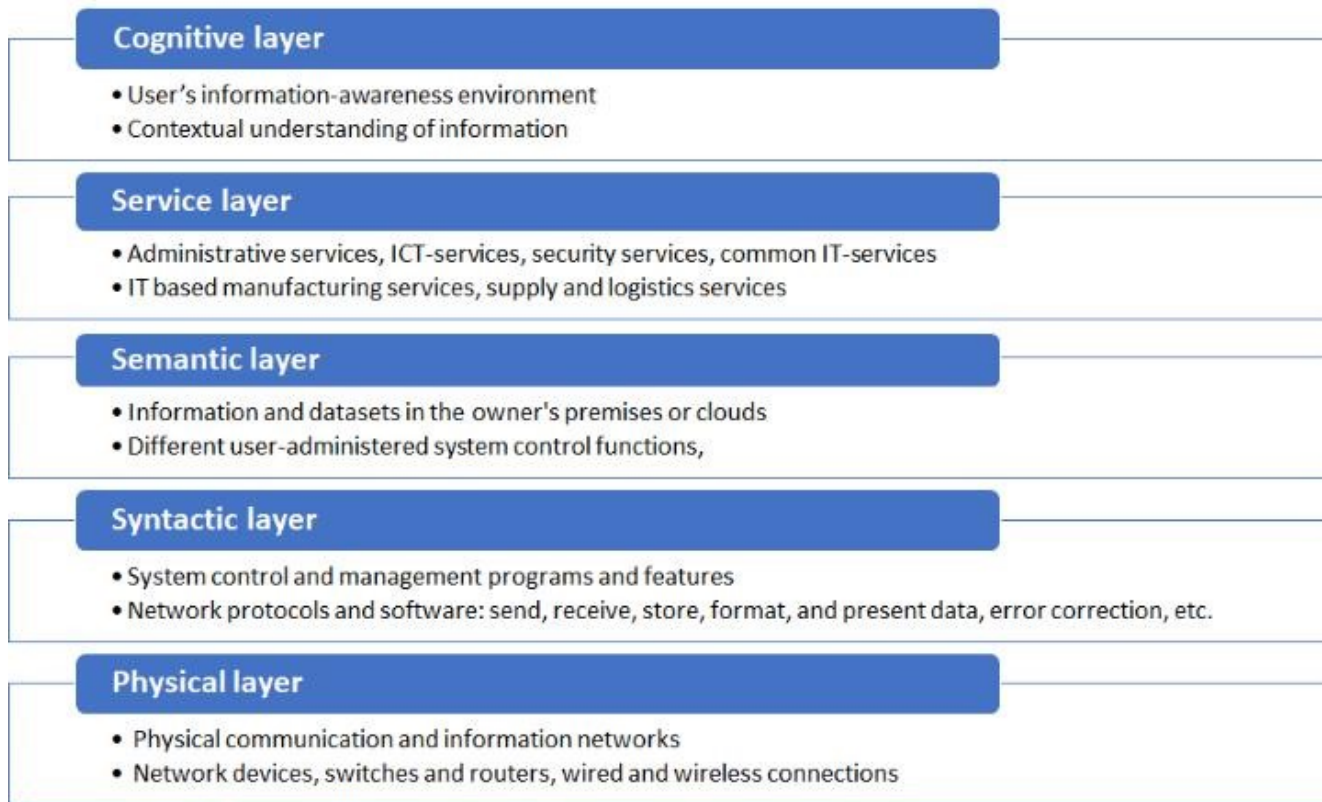 Cognitive layer
• User’s information-awareness environment
• Contextual understanding of information
Service layer
• Administrative services, ICT-services, security services, common IT-services
• IT based manufacturing services, supply and logistics services
Semantic layer
• Information and datasets in the owner's premises or clouds
• Different user-administered system control functions,
Syntactic layer
• System control and management programs and features
• Network protocols and software: send, receive, store, format, and present data, error correction, etc.
Physical layer
• Physical communication and information networks
• Network devices, switches and routers, wired and wireless connections